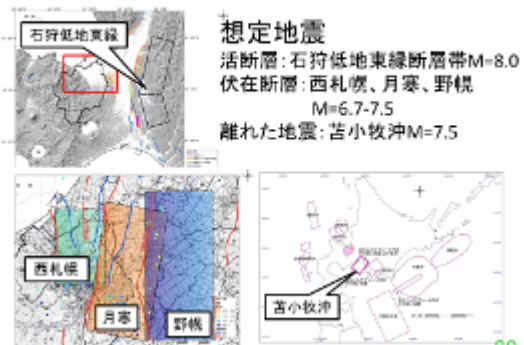 石狩低地東縁
想定地震
活断層:石狩低地東縁断層帯M=8.0
伏在断層:西札幌、月寒、野幌
M=6.7-7.5
離れた地震:苫小牧沖M=7.5
西札幌
月寒
野幌
苫小牧沖